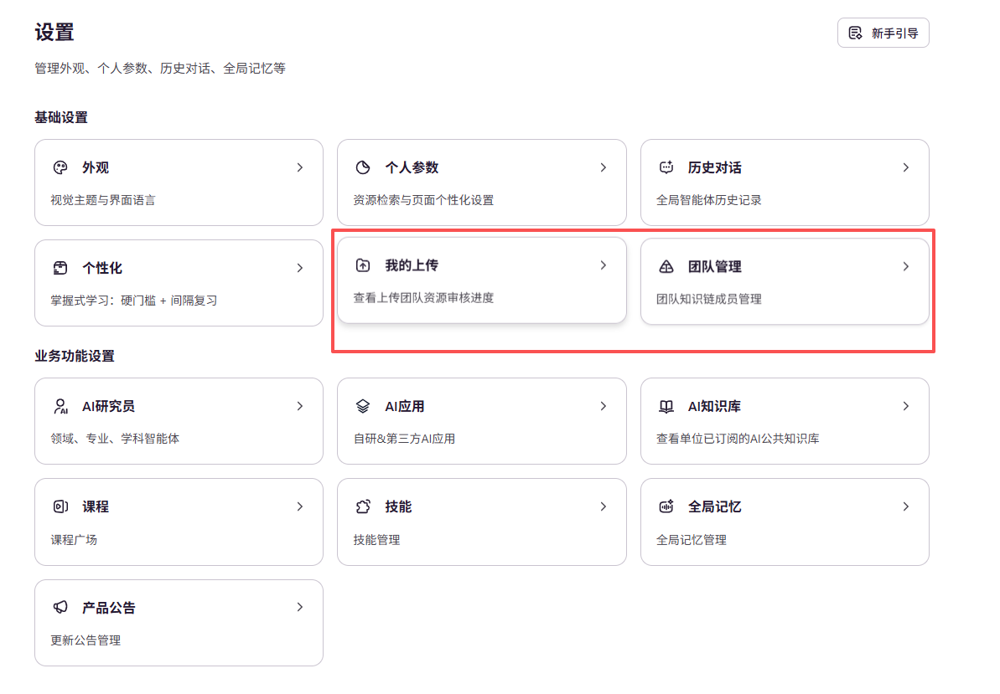 设置
新手引导
管理外观、个人参数、历史对话、全局记忆等
基础设置
外观
视觉主题与界面语言
个人参数
资源检索与页面个性化设置
历史对话
全局智能体历史记录
个性化
掌握式学习：硬门槛 + 间隔复习
我的上传
查看上传团队资源审核进度
团队管理
团队知识链成员管理
业务功能设置
AI研究员
领域、专业、学科智能体
AI应用
自研&第三方AI应用
AI知识库
查看单位已订阅的AI公共知识库
课程
课程广场
技能
技能管理
全局记忆
全局记忆管理
产品公告
更新公告管理